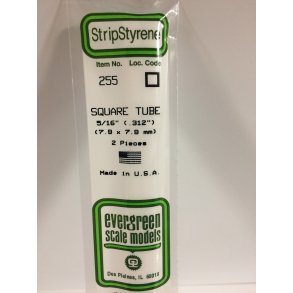 StripStyrene
Item No. Loc. Code
255
SQUARE TUBE
5/16" (.312")
(7.9 x 7.9 mm)
2 Pieces
Made in U.S.A.
evergreen
scale models
Des Plaines, IL 60018